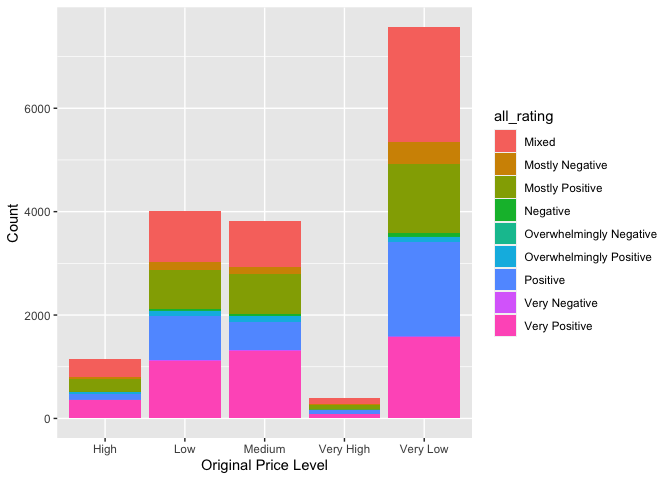 6000
4000
2000
0
Count
High Low Medium Very High Very Low
Original Price Level
all_rating
Mixed
Mostly Negative
Mostly Positive
Negative
Overwhelmingly Negative
Overwhelmingly Positive
Positive
Very Negative
Very Positive